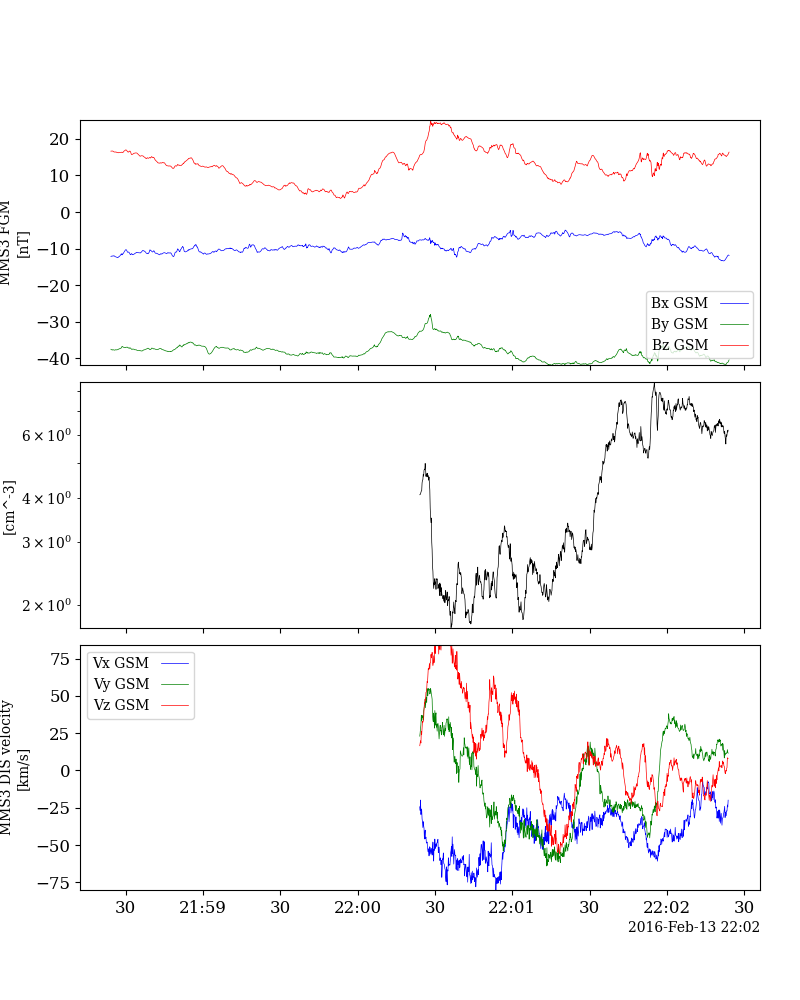 20
10
0
−10
−20
−30
−40
MMS3 FGM
[nT]
Bx GSM
By GSM
Bz GSM
6 × 10⁰
4 × 10⁰
3 × 10⁰
2 × 10⁰
[cm^-3]
75
50
25
0
−25
−50
−75
MMS3 DIS velocity
[km/s]
Vx GSM
Vy GSM
Vz GSM
30 21:59 30 22:00 30 22:01 30 22:02 30
2016-Feb-13 22:02